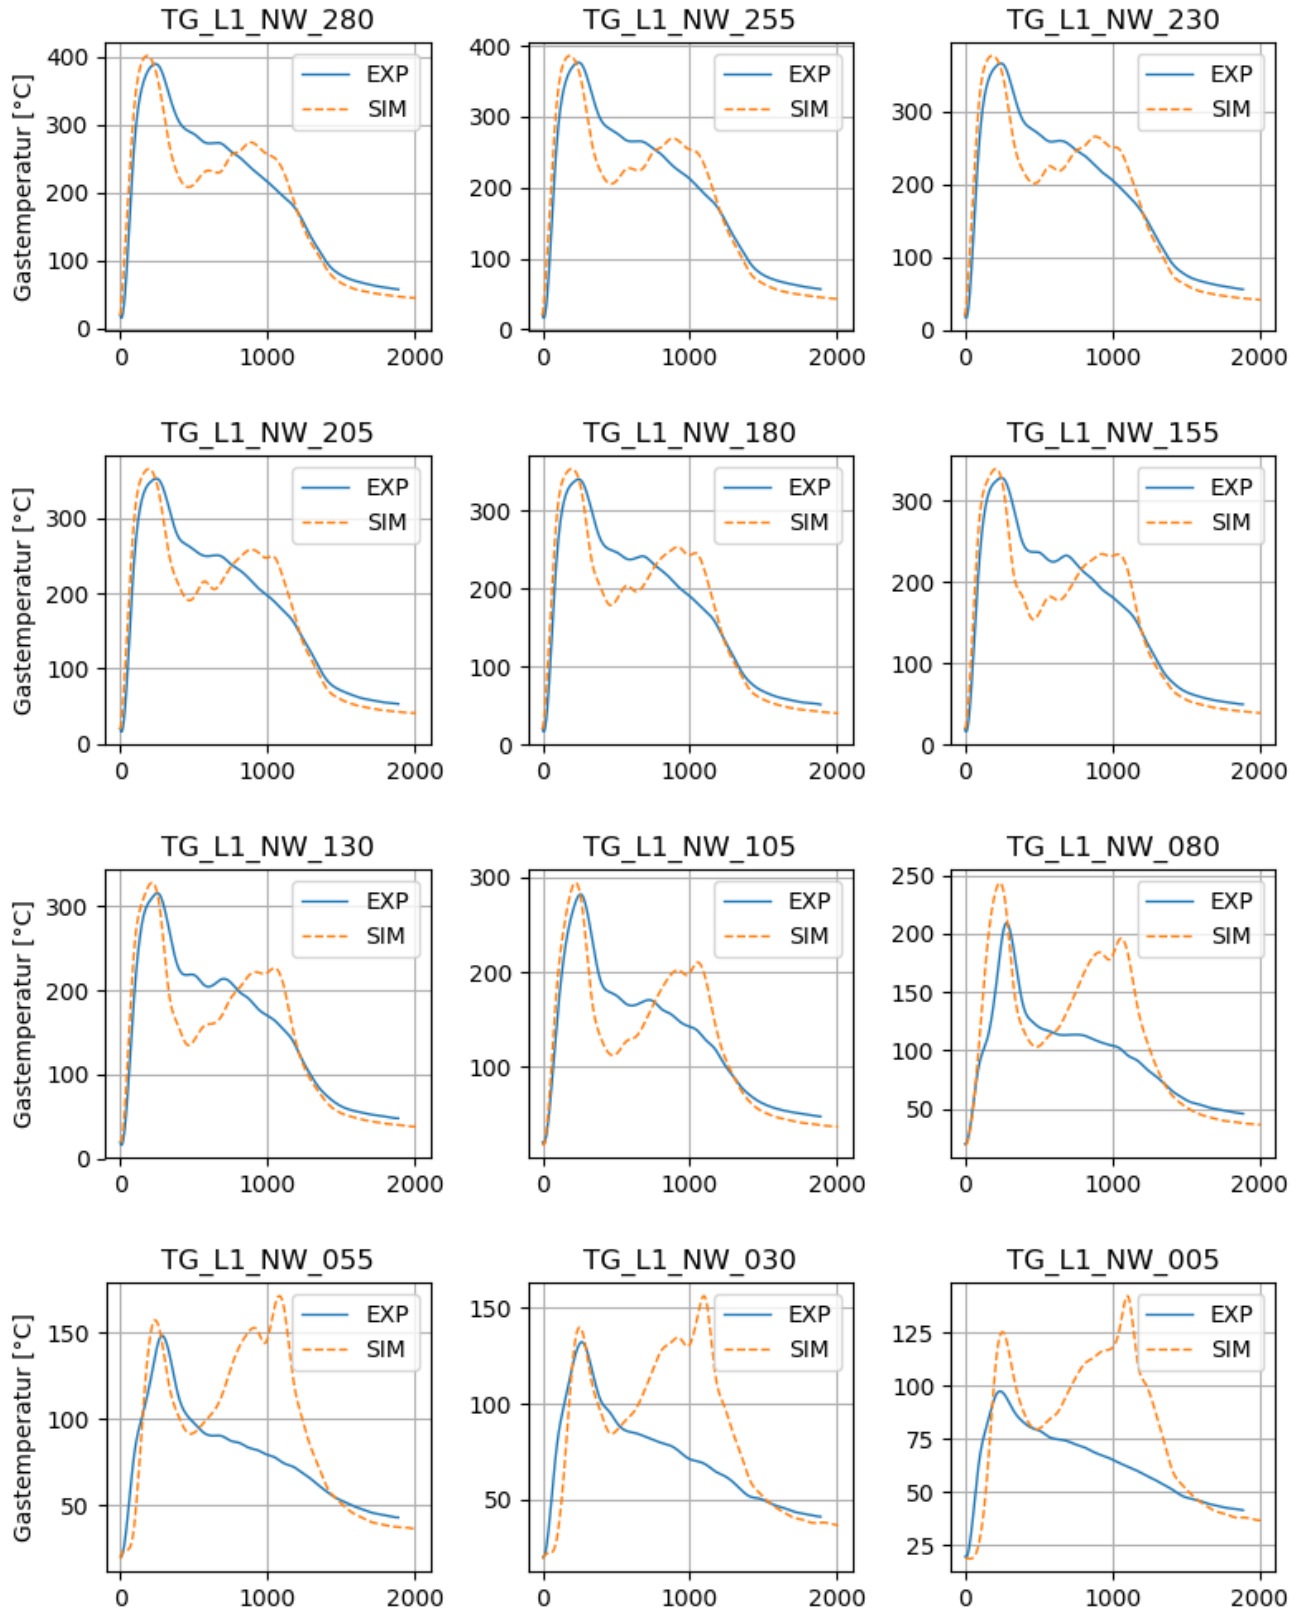 TG_L1_NW_280 TG_L1_NW_255 TG_L1_NW_230
Gastemperatur [°C]
400
300
200
100
0
0 1000 2000
EXP
SIM
400
300
200
100
0
0 1000 2000
EXP
SIM
300
200
100
0
0 1000 2000
EXP
SIM
TG_L1_NW_205 TG_L1_NW_180 TG_L1_NW_155
Gastemperatur [°C]
300
200
100
0
0 1000 2000
EXP
SIM
300
200
100
0
0 1000 2000
EXP
SIM
300
200
100
0
0 1000 2000
EXP
SIM
TG_L1_NW_130 TG_L1_NW_105 TG_L1_NW_080
Gastemperatur [°C]
300
200
100
0
0 1000 2000
EXP
SIM
300
200
100
0 1000 2000
EXP
SIM
250
200
150
100
50
0 1000 2000
EXP
SIM
TG_L1_NW_055 TG_L1_NW_030 TG_L1_NW_005
Gastemperatur [°C]
150
100
50
0 1000 2000
EXP
SIM
150
100
50
0 1000 2000
EXP
SIM
125
100
75
50
25
0 1000 2000
EXP
SIM